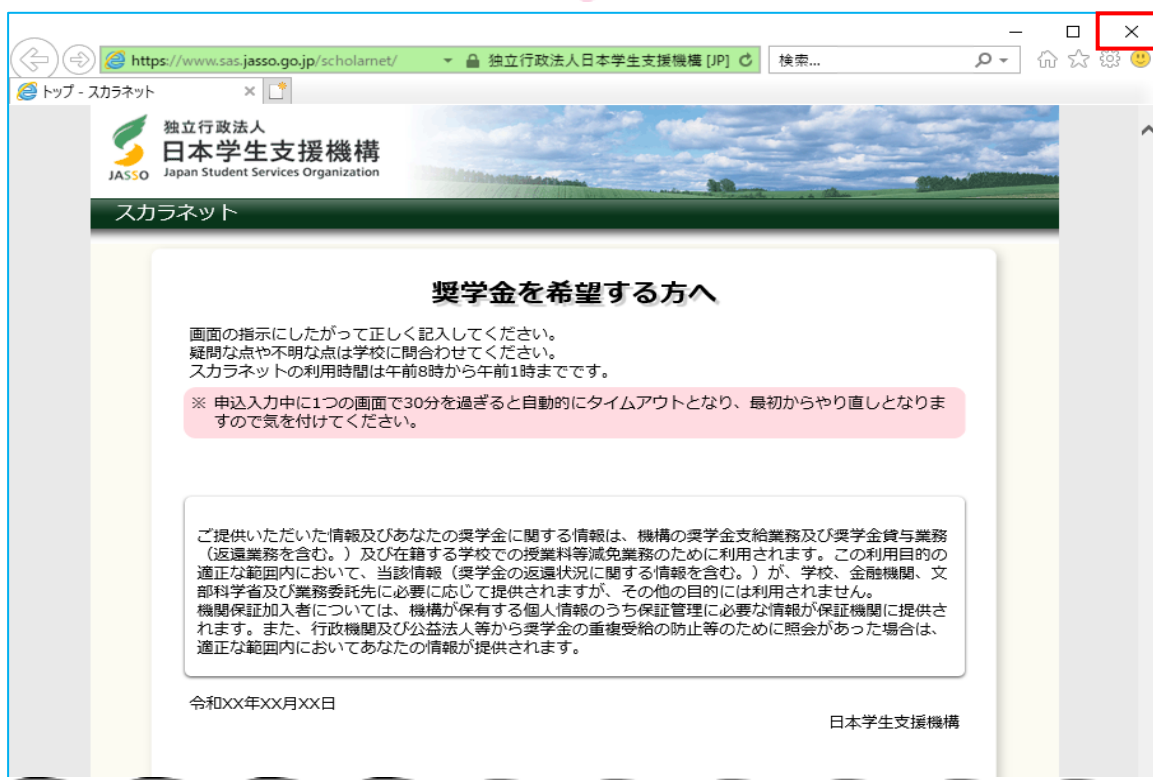 https://www.sas.jasso.go.jp/scholarnet/
独立行政法人日本学生支援機構 [JP]
検索...
トップ - スカラネット
独立行政法人
日本学生支援機構
JASSO
Japan Student Services Organization
スカラネット
奨学金を希望する方へ
画面の指示にしたがって正しく記入してください。
疑問な点や不明な点は学校に問合わせてください。
スカラネットの利用時間は午前8時から午前1時までです。
※ 申込入力中に1つの画面で30分を過ぎると自動的にタイムアウトとなり、最初からやり直しとなりま
すので気を付けてください。
ご提供いただいた情報及びあなたの奨学金に関する情報は、機構の奨学金支給業務及び奨学金貸与業務
（返還業務を含む。）及び在籍する学校での授業料等減免業務のために利用されます。この利用目的の
適正な範囲内において、当該情報（奨学金の返還状況に関する情報を含む。）が、学校、金融機関、文
部科学省及び業務委託先に必要に応じて提供されますが、その他の目的には利用されません。
機関保証加入者については、機構が保有する個人情報のうち保証管理に必要な情報が保証機関に提供さ
れます。また、行政機関及び公益法人等から奨学金の重複受給の防止等のために照会があった場合は、
適正な範囲内においてあなたの情報が提供されます。
令和XX年XX月XX日
日本学生支援機構